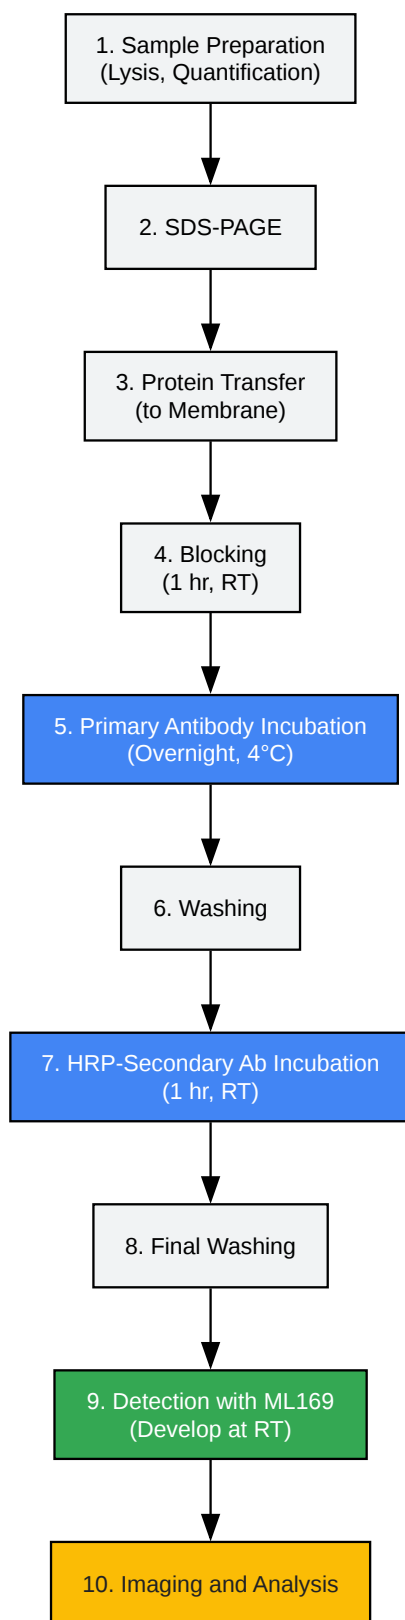 1. Sample Preparation
(Lysis, Quantification)
2. SDS-PAGE
3. Protein Transfer
(to Membrane)
4. Blocking
(1 hr, RT)
5. Primary Antibody Incubation
(Overnight, 4°C)
6. Washing
7. HRP-Secondary Ab Incubation
(1 hr, RT)
8. Final Washing
9. Detection with ML169
(Develop at RT)
10. Imaging and Analysis